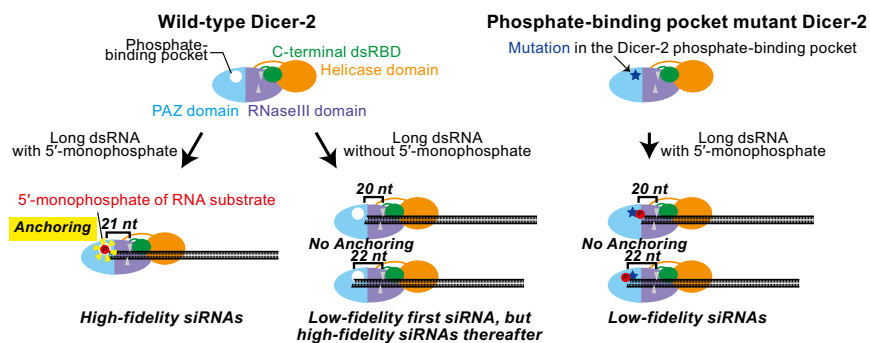 Wild-type Dicer-2
Phosphate-
binding pocket
C-terminal dsRBD
Helicase domain
PAZ domain
RNaseIII domain
Long dsRNA
with 5′-monophosphate
Long dsRNA
without 5′-monophosphate
5′-monophosphate of RNA substrate
Anchoring
21 nt
High-fidelity siRNAs
20 nt
No Anchoring
22 nt
Low-fidelity first siRNA, but
high-fidelity siRNAs thereafter
Phosphate-binding pocket mutant Dicer-2
Mutation in the Dicer-2 phosphate-binding pocket
Long dsRNA
with 5′-monophosphate
20 nt
No Anchoring
22 nt
Low-fidelity siRNAs